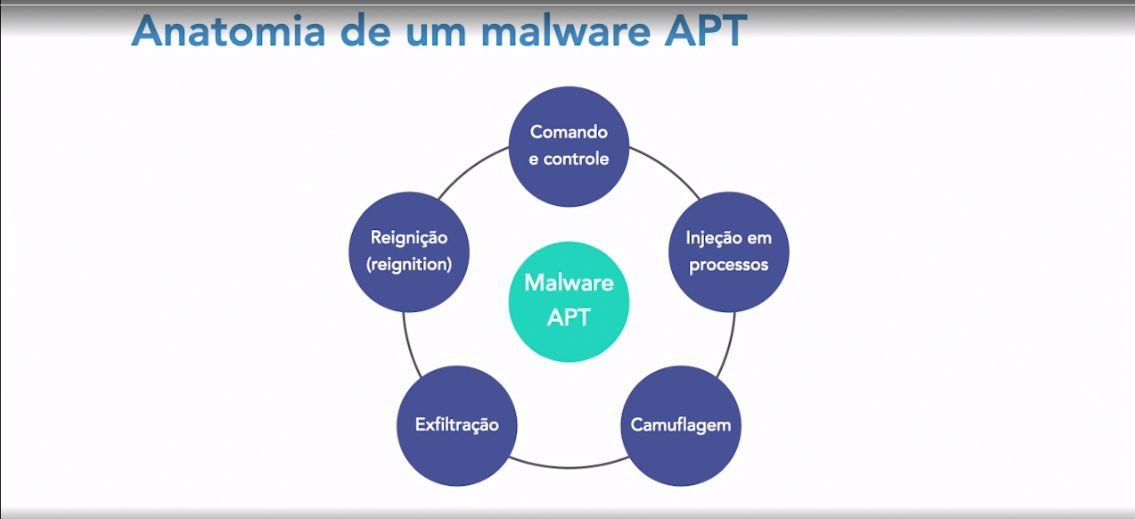 Anatomia de um malware APT
Comando
e controle
Reignição
(reignition)
Injeção em
processos
Malware
APT
Exfiltração
Camuflagem